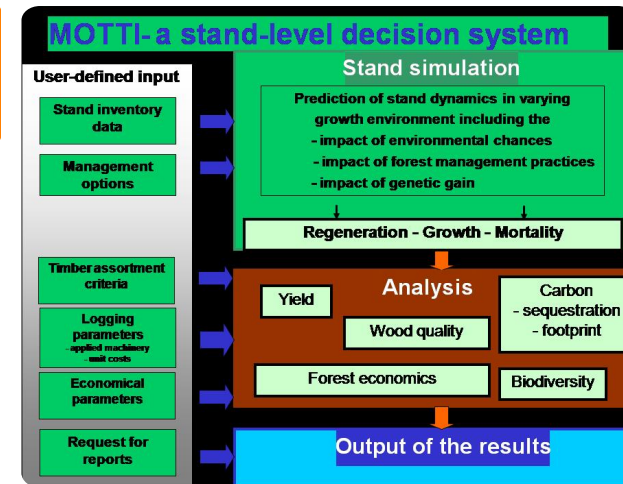 MOTTI- a stand-level decision system
User-defined input
Stand inventory
data
Management
options
Timber assortment
criteria
Logging
parameters
- applied machinery
- unit costs
Economical
parameters
Request for
reports
Stand simulation
Prediction of stand dynamics in varying
growth environment including the
- impact of environmental chances
- impact of forest management practices
- impact of genetic gain
Regeneration - Growth - Mortality
Analysis
Yield
Wood quality
Carbon
- sequestration
- footprint
Forest economics
Biodiversity
Output of the results